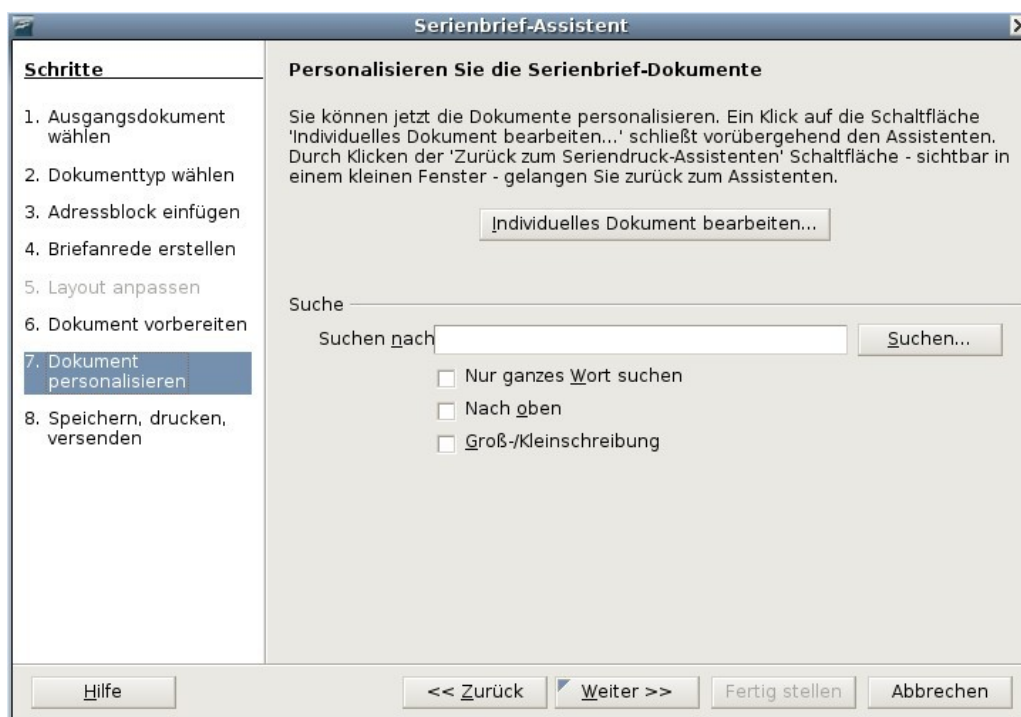 Serienbrief-Assistent
Schritte
1. Ausgangsdokument
wählen
2. Dokumenttyp wählen
3. Adressblock einfügen
4. Briefanrede erstellen
5. Layout anpassen
6. Dokument vorbereiten
7. Dokument
personalisieren
8. Speichern, drucken,
versenden
Personalisieren Sie die Serienbrief-Dokumente
Sie können jetzt die Dokumente personalisieren. Ein Klick auf die Schaltfläche
'Individuelles Dokument bearbeiten...' schließt vorübergehend den Assistenten.
Durch Klicken der 'Zurück zum Seriendruck-Assistenten' Schaltfläche - sichtbar in
einem kleinen Fenster - gelangen Sie zurück zum Assistenten.
Individuelles Dokument bearbeiten...
Suche
Suchen nach
Suchen...
Nur ganzes Wort suchen
Nach oben
Groß-/Kleinschreibung
Hilfe
<< Zurück
Weiter >>
Fertig stellen
Abbrechen